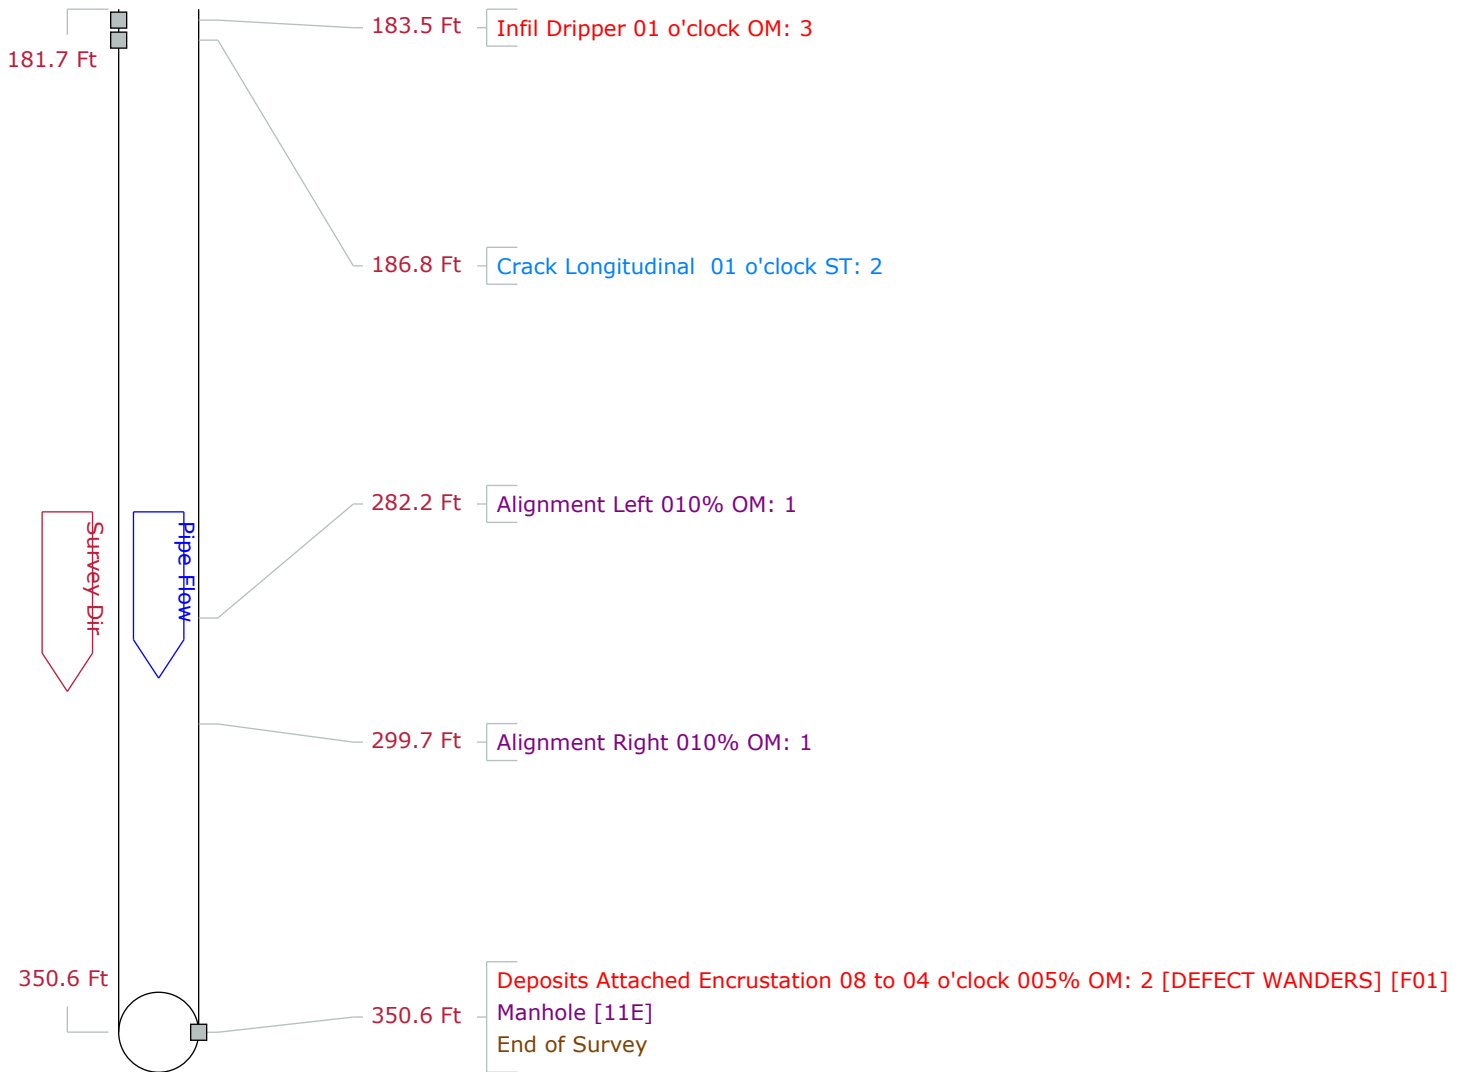 183.5 Ft Infil Dripper 01 o'clock OM: 3
181.7 Ft
186.8 Ft Crack Longitudinal  01 o'clock ST: 2
282.2 Ft Alignment Left 010% OM: 1
Survey Dir
Pipe Flow
299.7 Ft Alignment Right 010% OM: 1
350.6 Ft
350.6 Ft
Deposits Attached Encrustation 08 to 04 o'clock 005% OM: 2 [DEFECT WANDERS] [F01]
Manhole [11E]
End of Survey